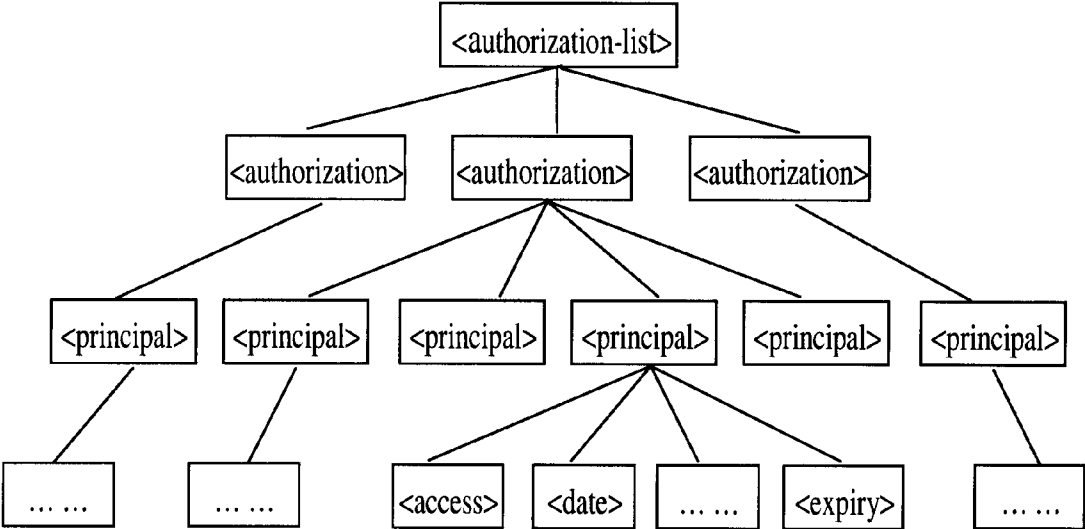 <authorization-list>
<authorization> <authorization> <authorization>
<principal> <principal> <principal> <principal> <principal> <principal>
... ... ... ... <access> <date> ... ... <expiry> ... ...